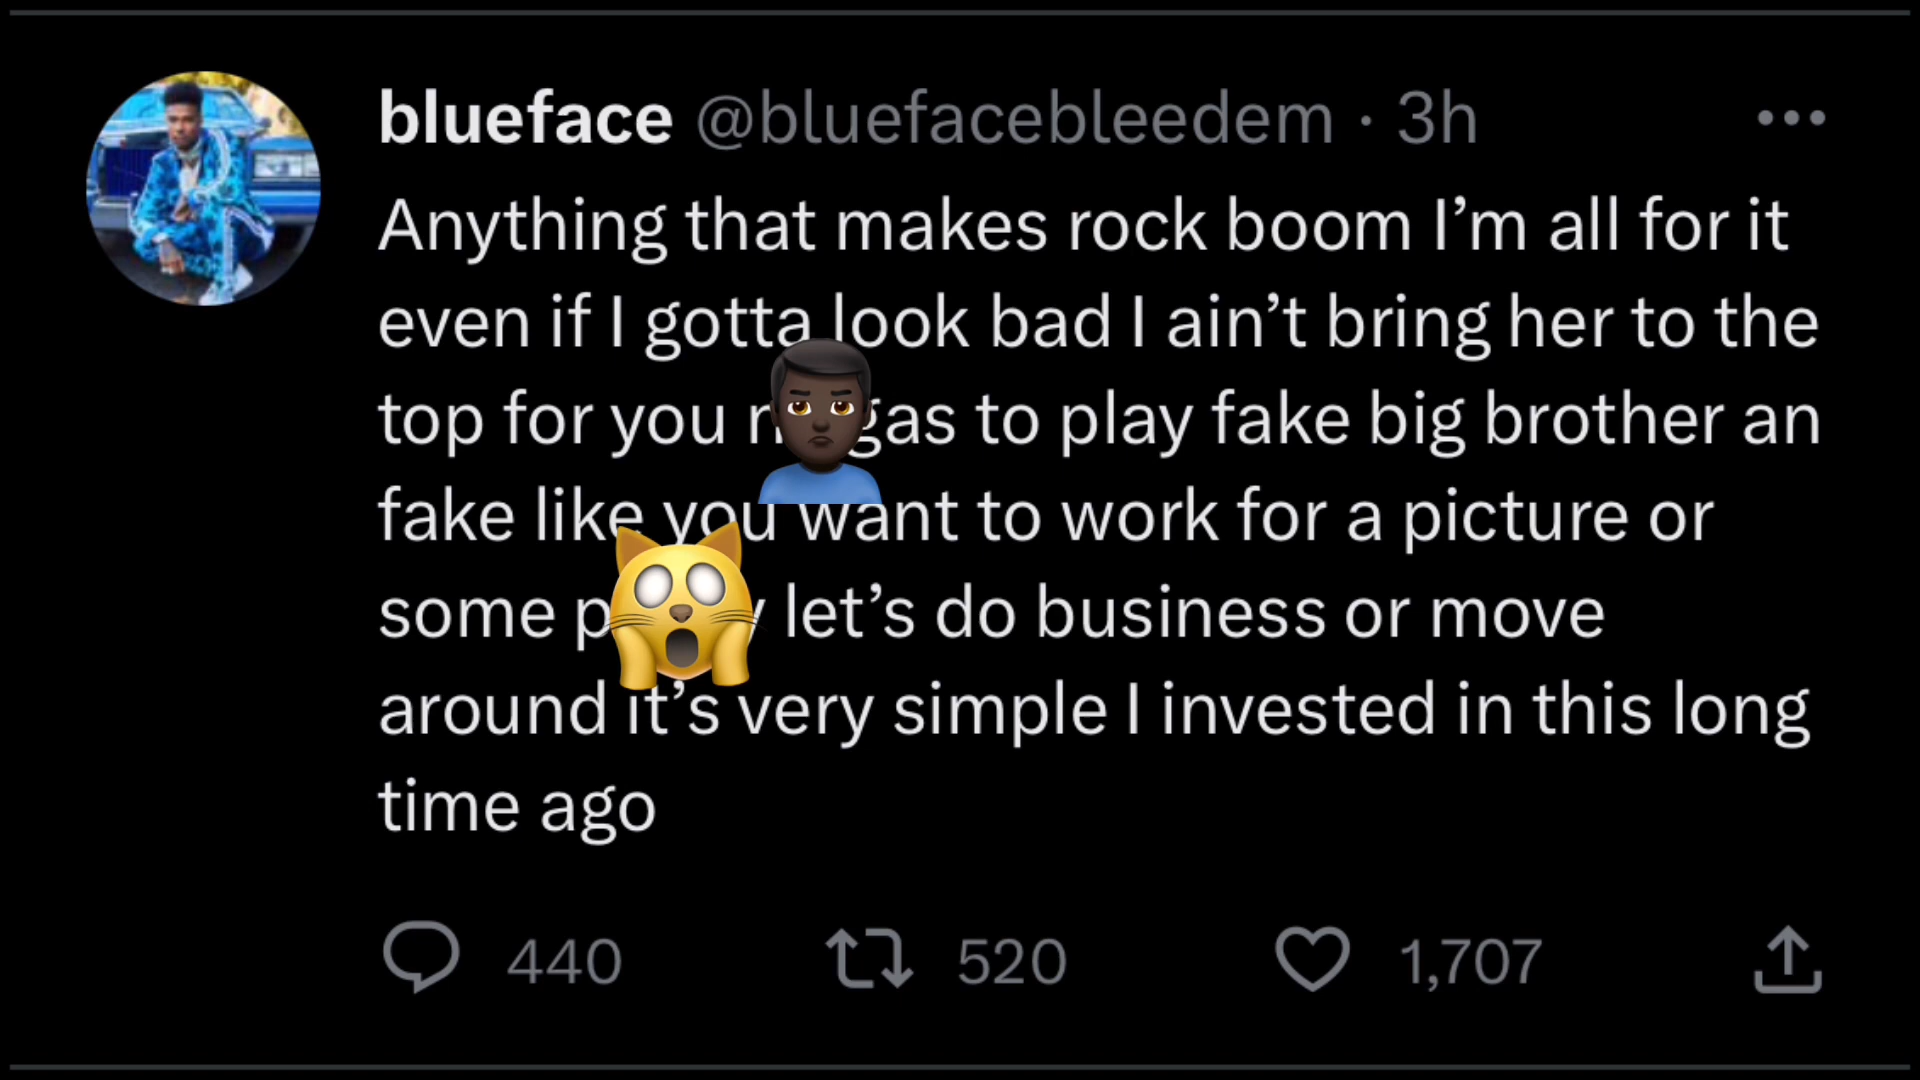 blueface @bluefacebleedem · 3h
Anything that makes rock boom I’m all for it
even if I gotta look bad I ain’t bring her to the
top for you to play fake big brother an
fake like you want to work for a picture or
some let’s do business or move
around it’s very simple I invested in this long
time ago
440 520 1,707